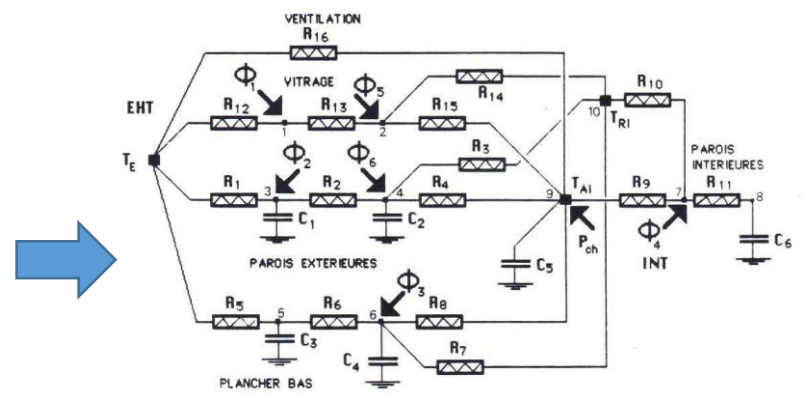 VENTILATION
R16
Φ1 VITRAGE Φ5
R14 R10
EHT R12 R13 R15
1 2 10 TRI
Φ2 Φ6 R3 PAROIS
INTERIEURES
TE TAI
R1 3 R2 4 R4 9 R9 7 R11 8
C1 C2 Pch Φ4 C6
C5 INT
PAROIS EXTERIEURES
Φ3
R5 5 R6 6 R8
C3 R7
C4
PLANCHER BAS